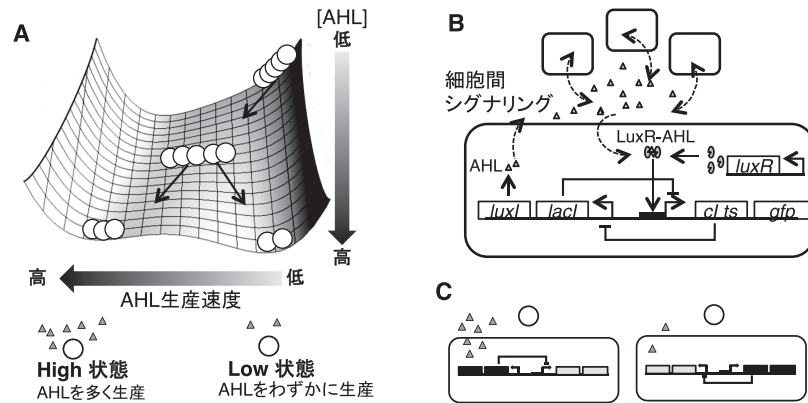 A
[AHL]
低
高
高
低
AHL生産速度
High 状態
AHLを多く生産
Low 状態
AHLをわずかに生産
B
細胞間
シグナリング
LuxR-AHL
AHL
luxR
luxI
lacI
cI ts
gfp
C